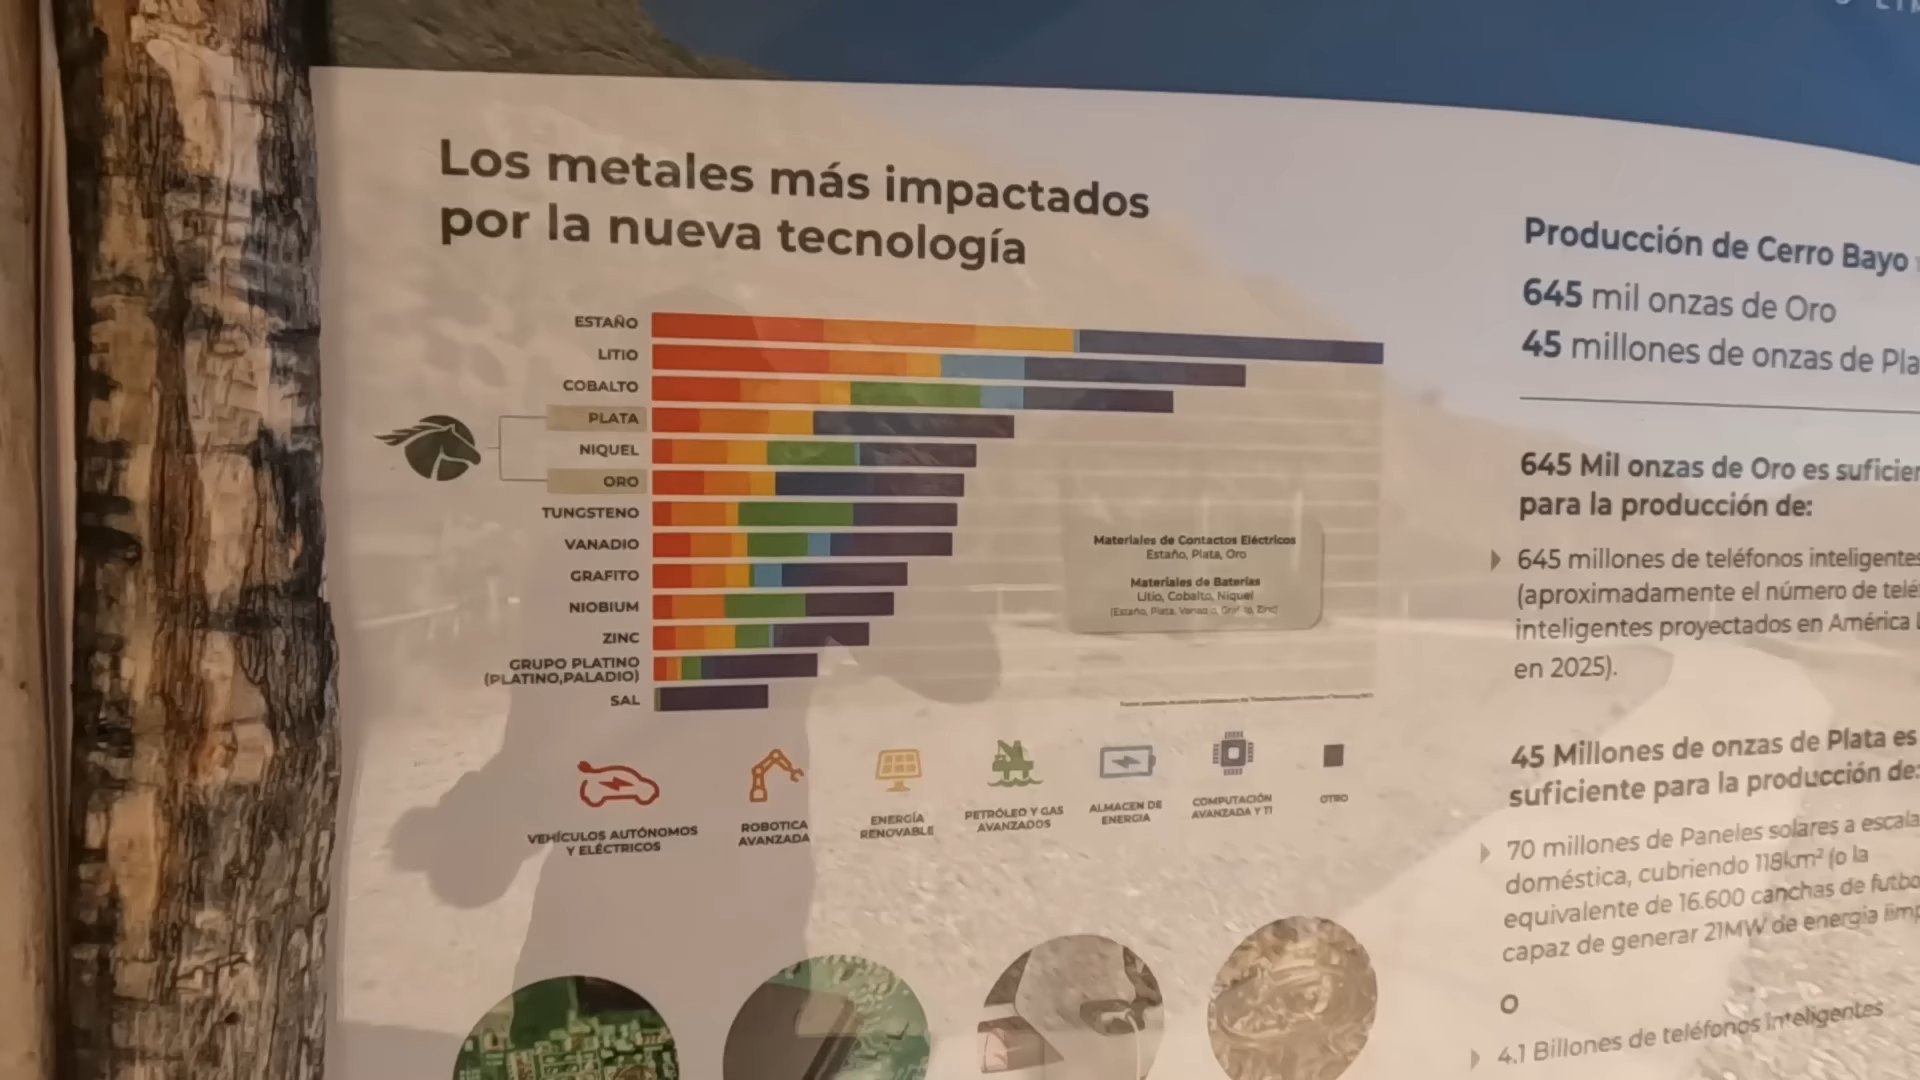 Los metales más impactados
por la nueva tecnología
ESTAÑO
LITIO
COBALTO
PLATA
NIQUEL
ORO
TUNGSTENO
VANADIO
GRAFITO
NIOBIUM
ZINC
GRUPO PLATINO
(PLATINO,PALADIO)
SAL
Materiales de Contactos Eléctricos
Estaño, Plata, Oro
Materiales de Baterías
Litio, Cobalto, Niquel
(Estaño, Plata, Zinc)
VEHÍCULOS AUTÓNOMOS
Y ELÉCTRICOS
ROBOTICA
AVANZADA
ENERGÍA
RENOVABLE
PETRÓLEO Y GAS
AVANZADOS
ALMACEN DE
ENERGIA
COMPUTACIÓN
AVANZADA Y TI
OTRO
Producción de Cerro Bayo
645 mil onzas de Oro
45 millones de onzas de Pla
645 Mil onzas de Oro es suficien
para la producción de:
645 millones de teléfonos inteligentes
(aproximadamente el número de telé
inteligentes proyectados en América
en 2025).
45 Millones de onzas de Plata es
suficiente para la producción de:
70 millones de Paneles solares a escala
doméstica, cubriendo 118km² (o la
equivalente de 16.600 canchas de futbo
capaz de generar 21MW de energia limp
O
4.1 Billones de teléfonos inteligentes